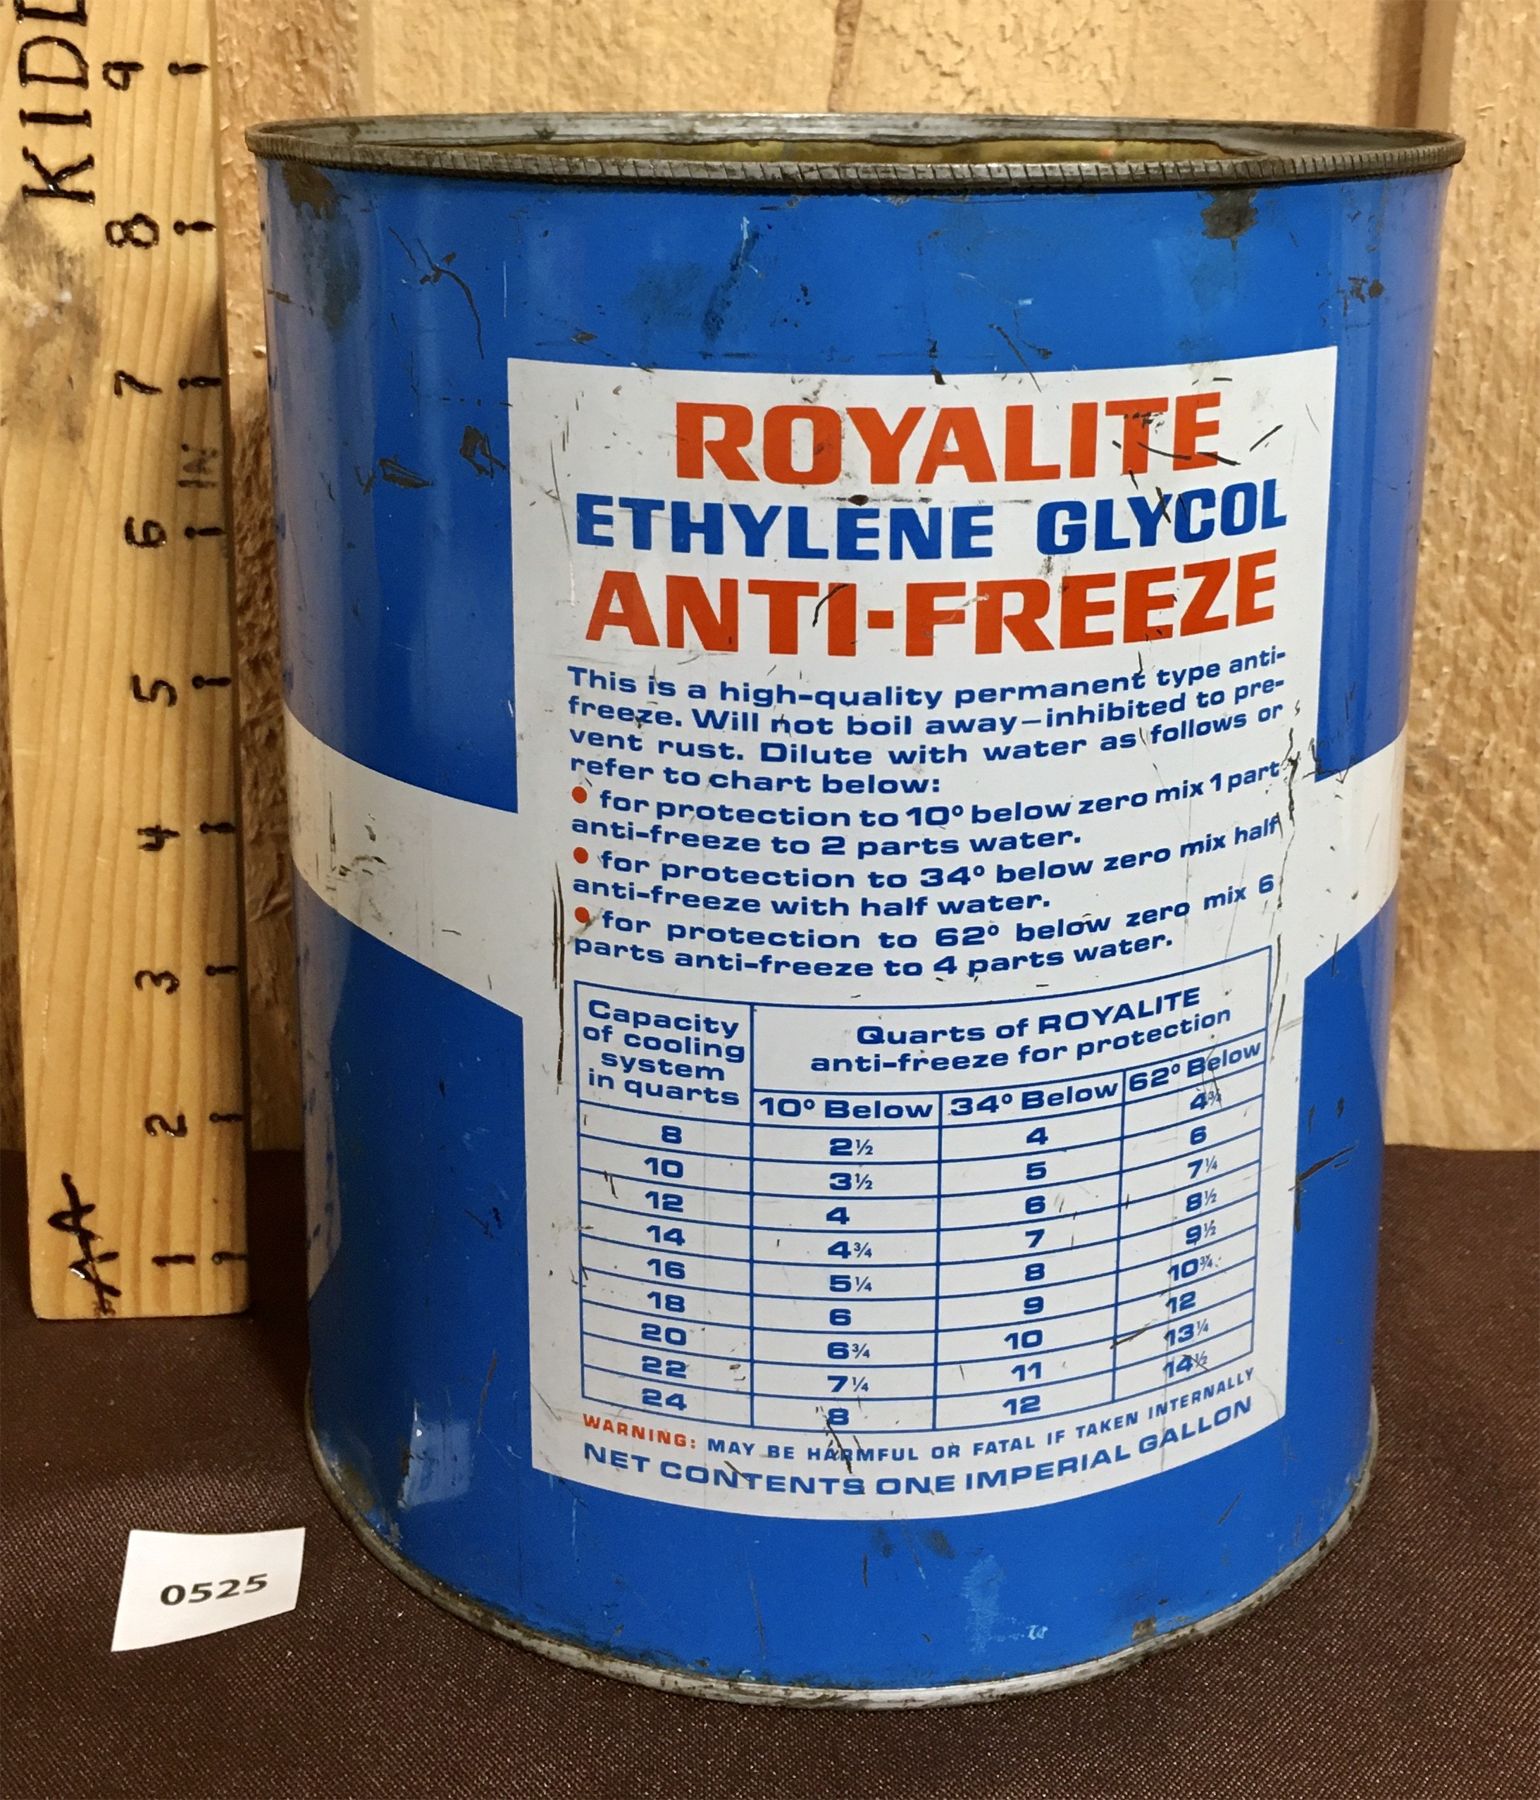 KIDD
9
8
7
IN
6
5
4
3
2
1
AA
ROYALITE
ETHYLENE GLYCOL
ANTI-FREEZE
This is a high-quality permanent type anti-
freeze. Will not boil away—inhibited to pre-
vent rust. Dilute with water as follows or
refer to chart below:
• for protection to 10° below zero mix 1 part
anti-freeze to 2 parts water.
• for protection to 34° below zero mix half
anti-freeze with half water.
• for protection to 62° below zero mix 6
parts anti-freeze to 4 parts water.
Capacity
of cooling
system
in quarts
Quarts of ROYALITE
anti-freeze for protection
10° Below 34° Below 62° Below
8 2½ 4 4¾
10 3½ 5 6
12 4 6 7¼
14 4¾ 7 8½
16 5¼ 8 9½
18 6 9 10¾
20 6¾ 10 12
22 7¼ 11 13¼
24 8 12 14½
WARNING: MAY BE HARMFUL OR FATAL IF TAKEN INTERNALLY
NET CONTENTS ONE IMPERIAL GALLON
0525